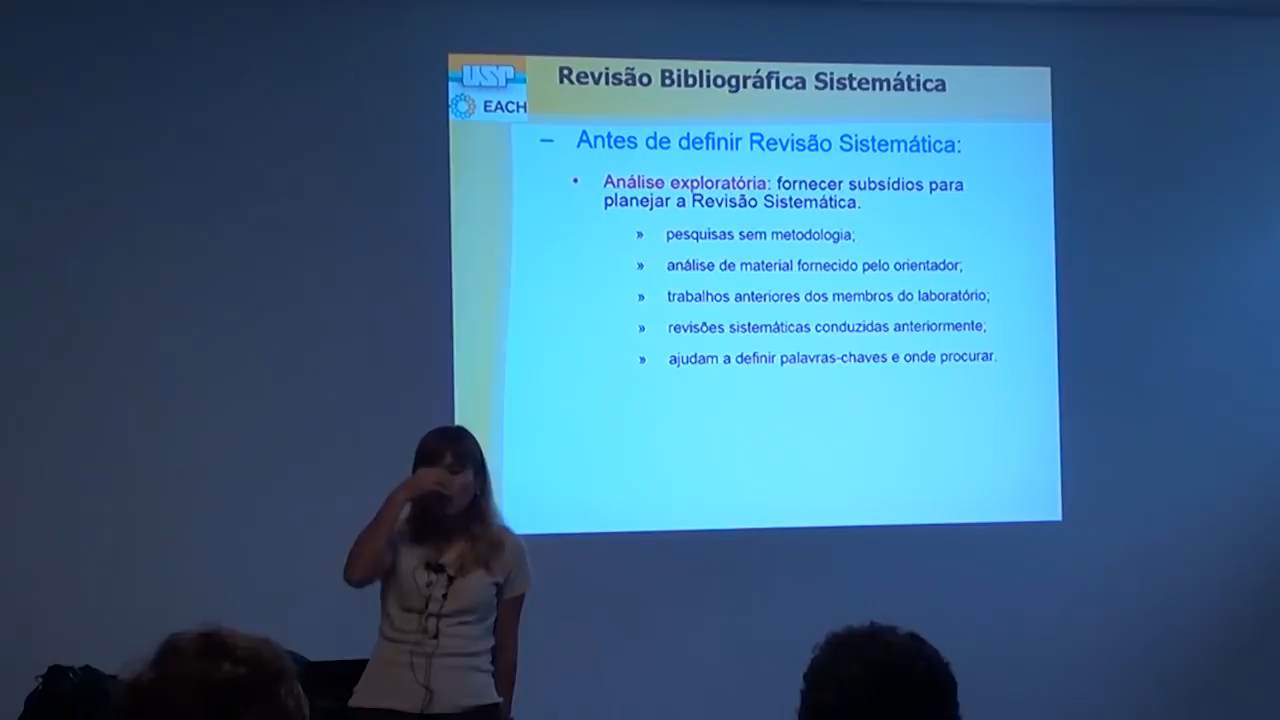 USP
EACH
Revisão Bibliográfica Sistemática
– Antes de definir Revisão Sistemática:
• Análise exploratória: fornecer subsídios para
planejar a Revisão Sistemática.
» pesquisas sem metodologia;
» análise de material fornecido pelo orientador;
» trabalhos anteriores dos membros do laboratório;
» revisões sistemáticas conduzidas anteriormente;
» ajudam a definir palavras-chaves e onde procurar.